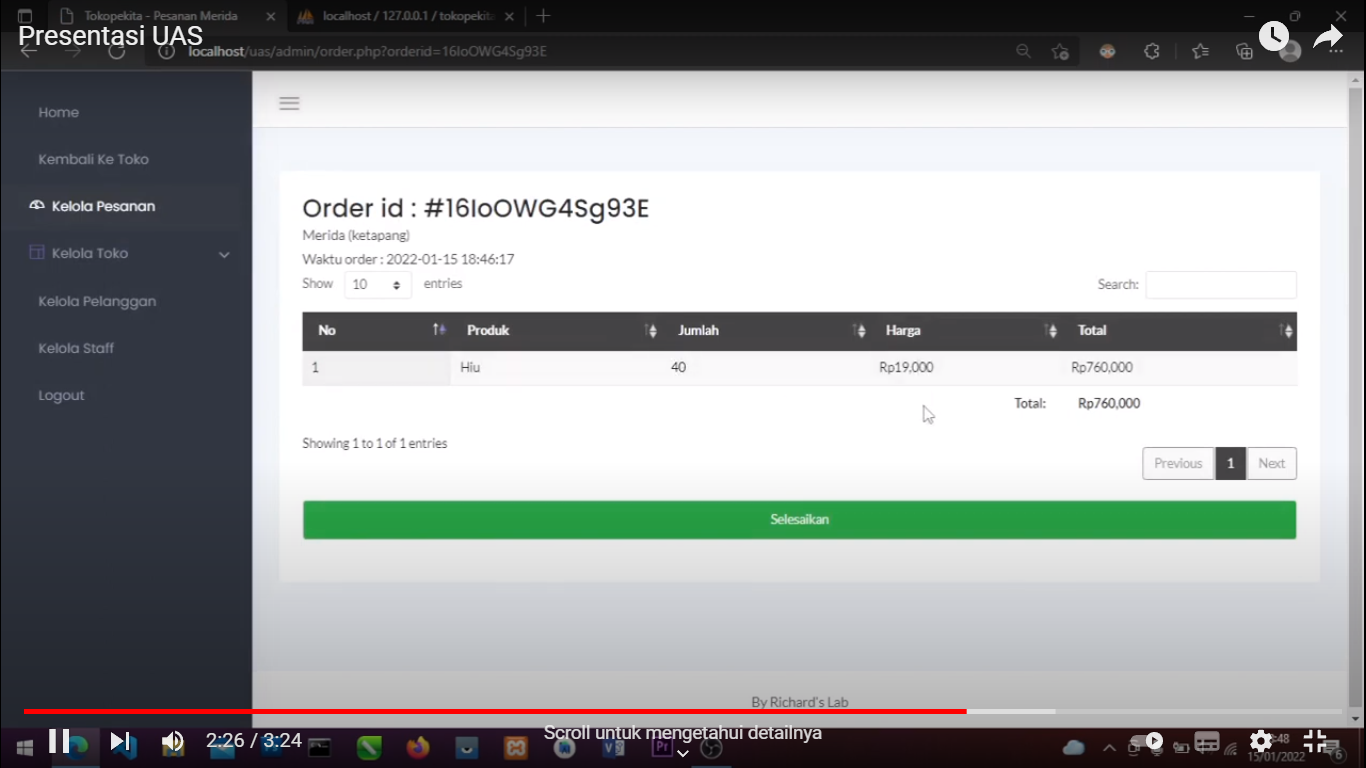 Tokopekita - Pesanan Merida
localhost / 127.0.0.1 / tokopekita
Presentasi UAS
localhost/uas/admin/order.php?orderid=16IoOWG4Sg93E
Home
Kembali Ke Toko
Kelola Pesanan
Kelola Toko
Kelola Pelanggan
Kelola Staff
Logout
Order id : #16IoOWG4Sg93E
Merida (ketapang)
Waktu order : 2022-01-15 18:46:17
Show 10 entries
Search:
No Produk Jumlah Harga Total
1 Hiu 40 Rp19,000 Rp760,000
Total: Rp760,000
Showing 1 to 1 of 1 entries
Previous 1 Next
Selesaikan
By Richard's Lab
Scroll untuk mengetahui detailnya
2:26 / 3:24
Pr
15/01/2022
6